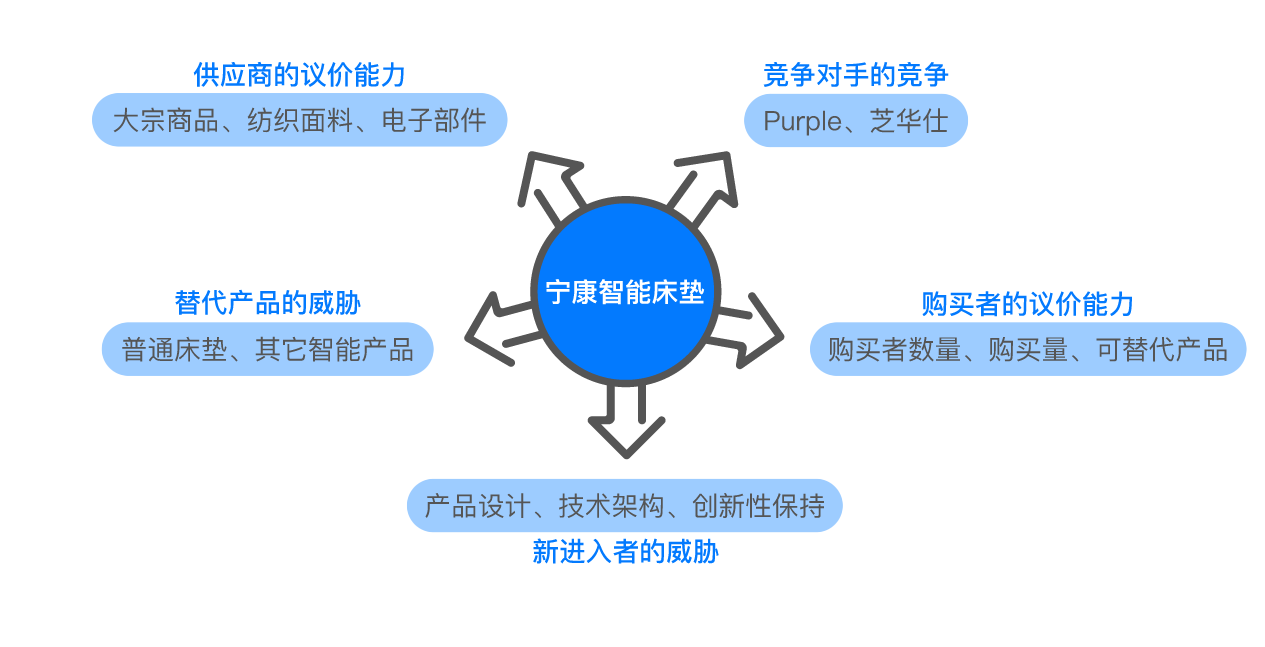 供应商的议价能力
大宗商品、纺织面料、电子部件
竞争对手的竞争
Purple、芝华仕
宁康智能床垫
替代产品的威胁
普通床垫、其它智能产品
购买者的议价能力
购买者数量、购买量、可替代产品
产品设计、技术架构、创新性保持
新进入者的威胁